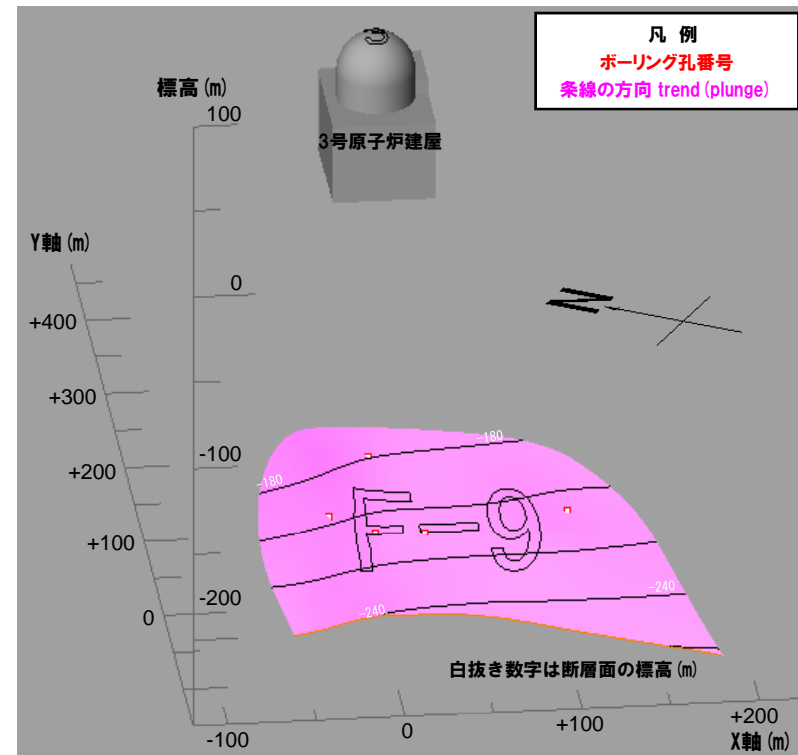 凡 例
ボーリング孔番号
条線の方向 trend (plunge)
3
標高 (m)
100
3号原子炉建屋
Y軸 (m)
0
N
+400
+300
-180
-100
+200
-180
F-9
+100
-200
-240
0
-240
白抜き数字は断層面の標高 (m)
-100
0
+100
+200
X軸 (m)